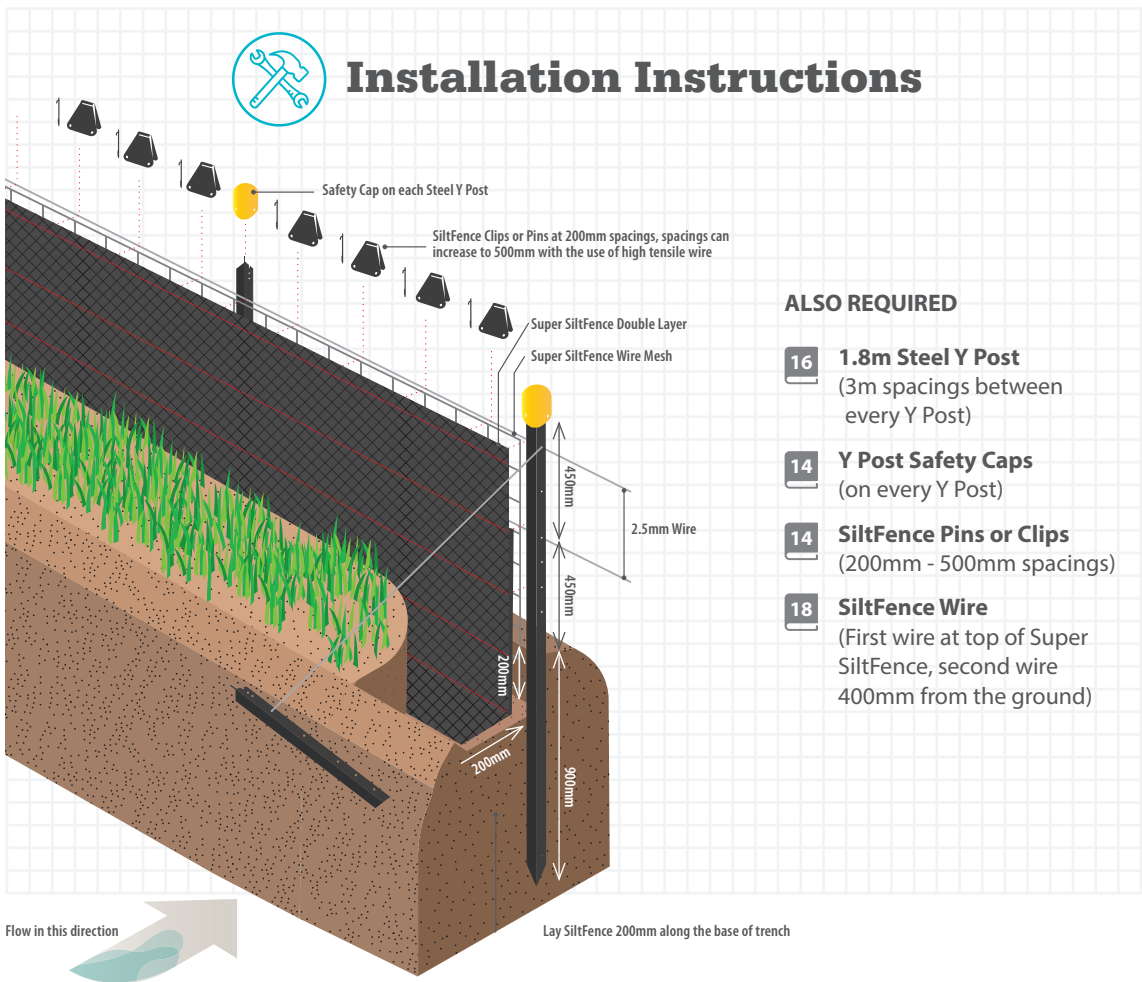 Installation Instructions
Safety Cap on each Steel Y Post
SiltFence Clips or Pins at 200mm spacings, spacings can
increase to 500mm with the use of high tensile wire
Super SiltFence Double Layer
Super SiltFence Wire Mesh
450mm
2.5mm Wire
450mm
200mm
200mm
900mm
Flow in this direction
Lay SiltFence 200mm along the base of trench
ALSO REQUIRED
16 1.8m Steel Y Post
(3m spacings between
every Y Post)
14 Y Post Safety Caps
(on every Y Post)
14 SiltFence Pins or Clips
(200mm - 500mm spacings)
18 SiltFence Wire
(First wire at top of Super
SiltFence, second wire
400mm from the ground)